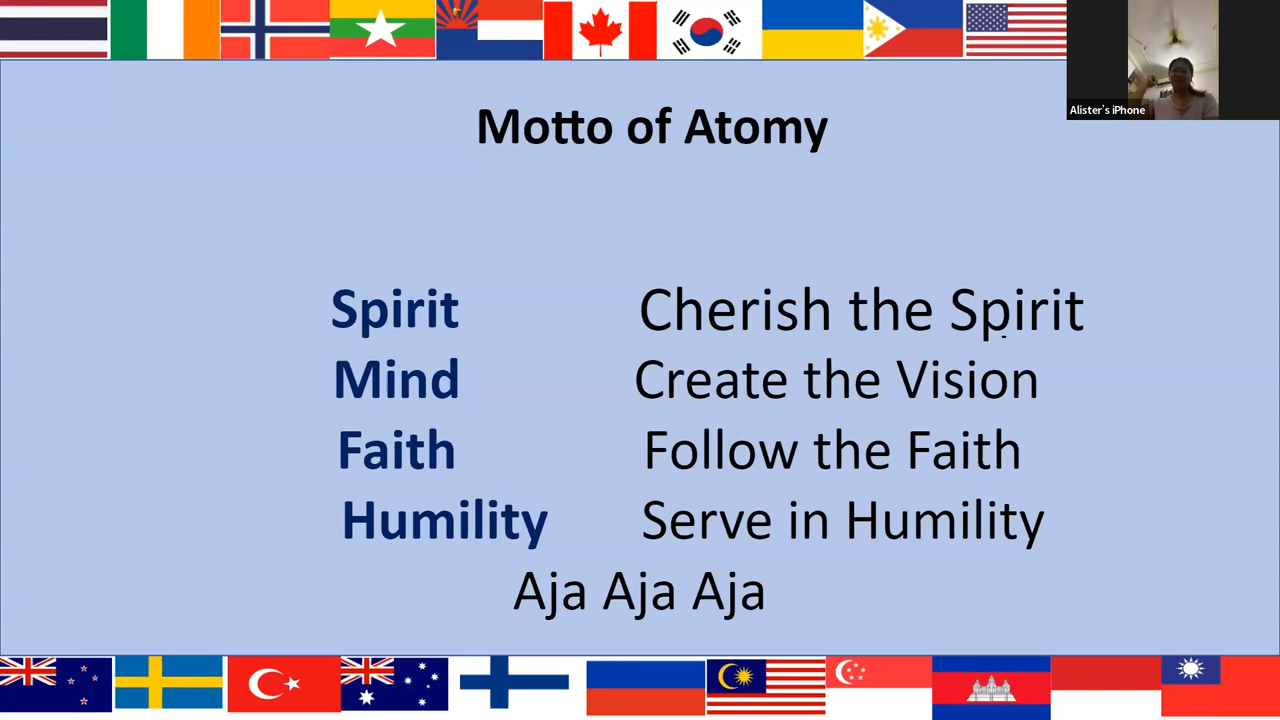 Alister's iPhone
Motto of Atomy
Spirit Cherish the Spirit
Mind Create the Vision
Faith Follow the Faith
Humility Serve in Humility
Aja Aja Aja